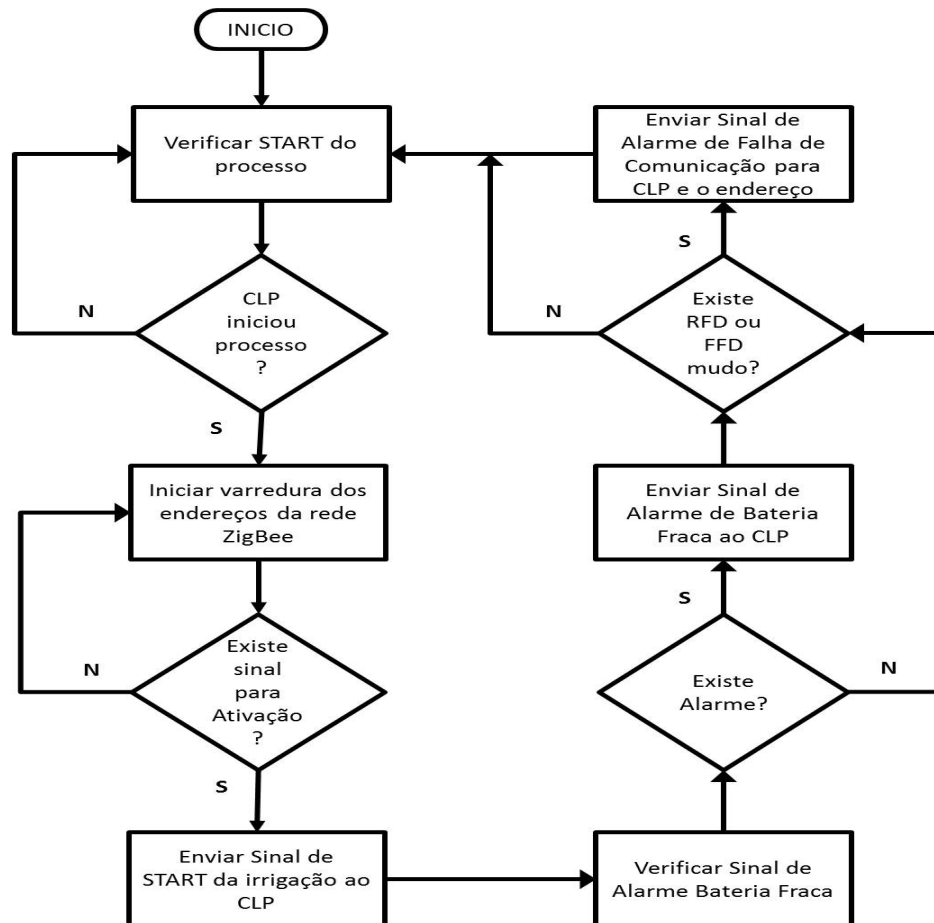 INICIO
Verificar START do
processo
CLP
iniciou
processo
?
N
S
Iniciar varredura dos
endereços da rede
ZigBee
Existe
sinal
para
Ativação
?
N
S
Enviar Sinal de
START da irrigação ao
CLP
Verificar Sinal de
Alarme Bateria Fraca
Existe
Alarme?
N
S
Enviar Sinal de
Alarme de Bateria
Fraca ao CLP
Existe
RFD ou
FFD
mudo?
N
S
Enviar Sinal de
Alarme de Falha de
Comunicação para
CLP e o endereço